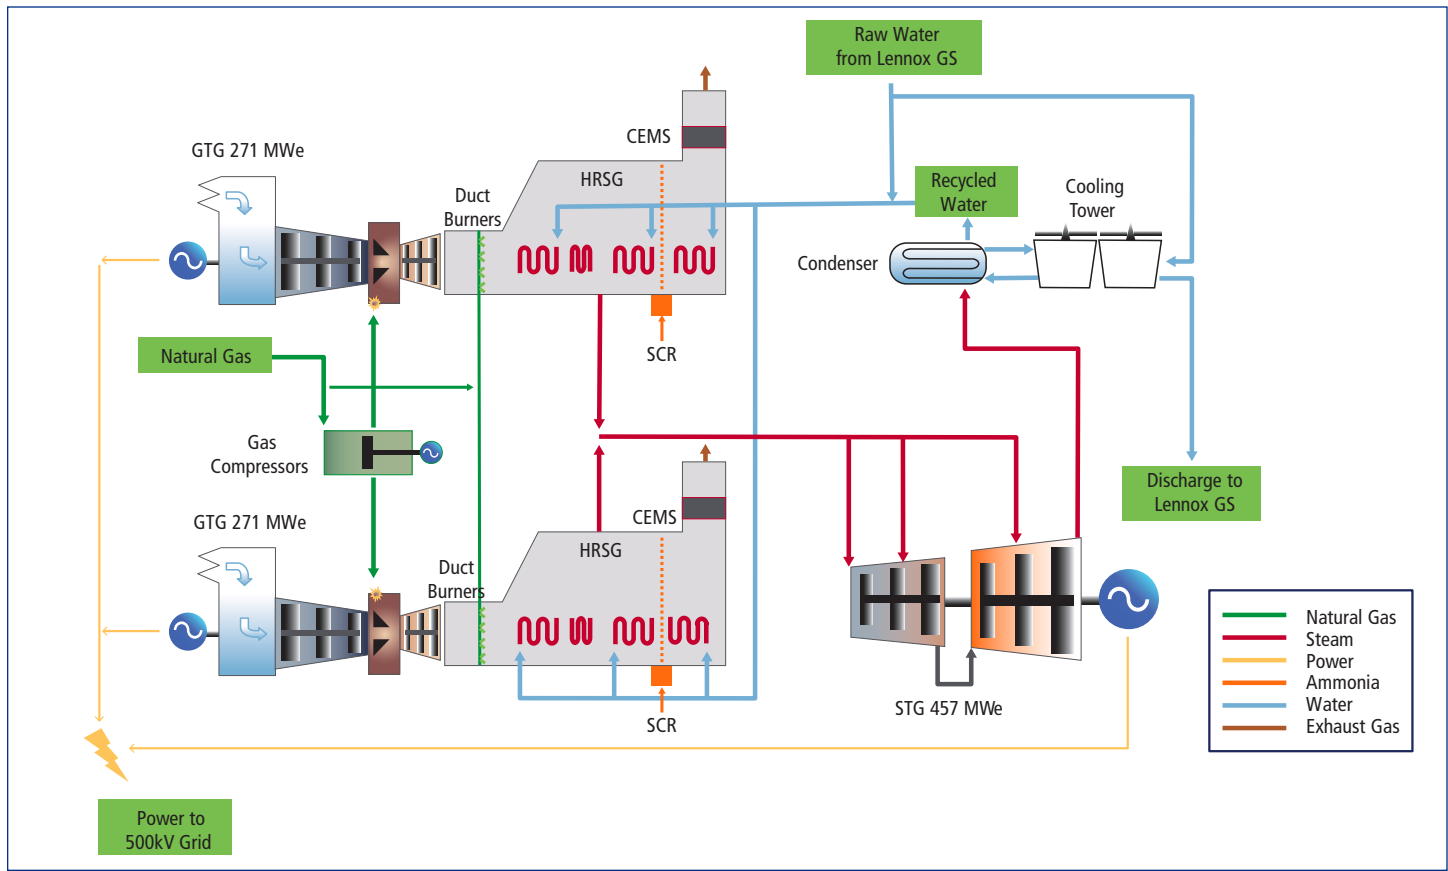 Raw Water
from Lennox GS
CEMS
GTG 271 MWe
HRSG
Duct
Burners
Recycled
Water
Cooling
Tower
Condenser
SCR
Natural Gas
Gas
Compressors
Discharge to
Lennox GS
GTG 271 MWe
CEMS
HRSG
Duct
Burners
SCR
STG 457 MWe
Natural Gas
Steam
Power
Ammonia
Water
Exhaust Gas
Power to
500kV Grid